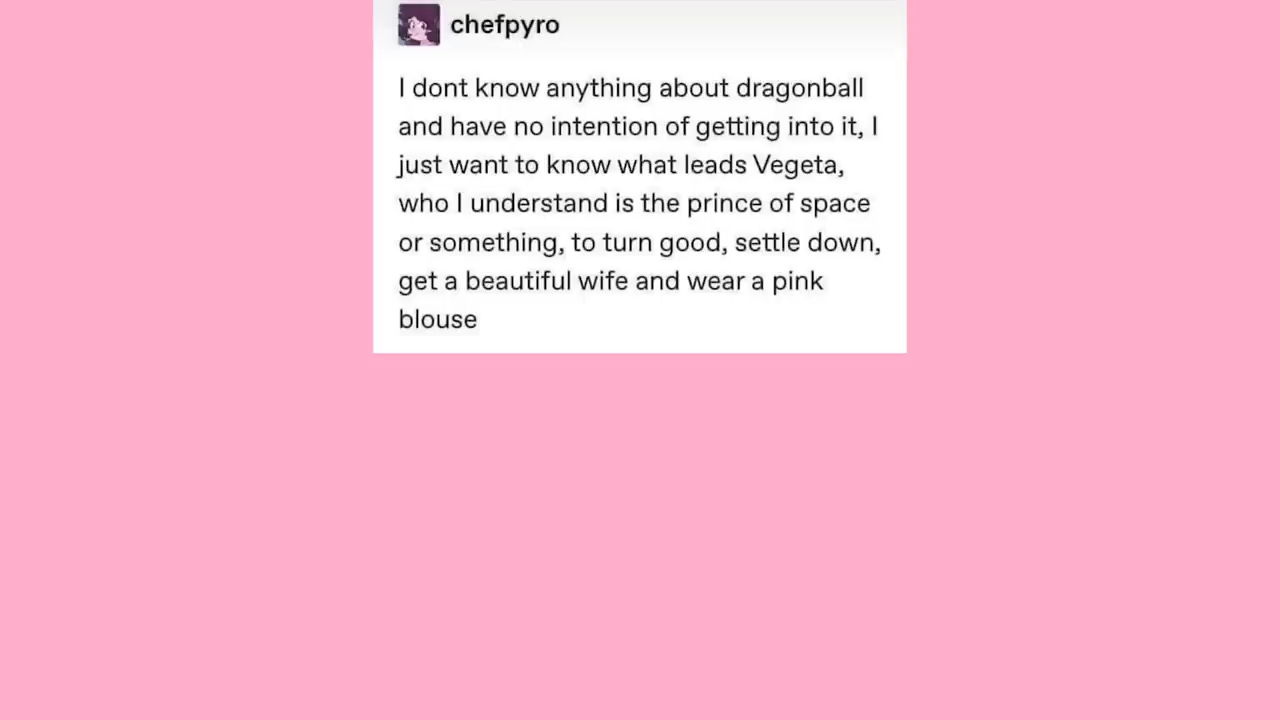 chefpyro
I dont know anything about dragonball
and have no intention of getting into it, I
just want to know what leads Vegeta,
who I understand is the prince of space
or something, to turn good, settle down,
get a beautiful wife and wear a pink
blouse